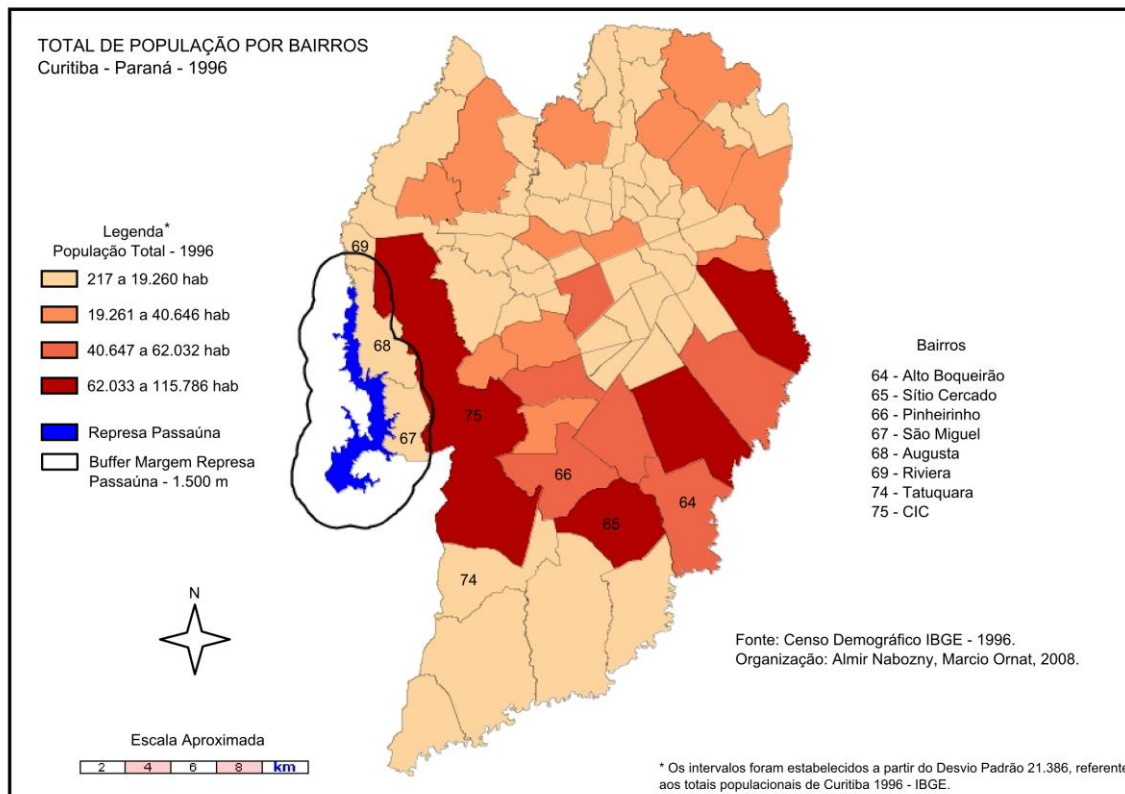 TOTAL DE POPULAÇÃO POR BAIRROS
Curitiba - Paraná - 1996
Legenda*
População Total - 1996
217 a 19.260 hab
19.261 a 40.646 hab
40.647 a 62.032 hab
62.033 a 115.786 hab
Represa Passaúna
Buffer Margem Represa
Passaúna - 1.500 m
69
68
67
75
66
65
64
74
Bairros
64 - Alto Boqueirão
65 - Sítio Cercado
66 - Pinheirinho
67 - São Miguel
68 - Augusta
69 - Riviera
74 - Tatuquara
75 - CIC
N
Fonte: Censo Demográfico IBGE - 1996.
Organização: Almir Nabozny, Marcio Ornat, 2008.
Escala Aproximada
2 4 6 8 km
* Os intervalos foram estabelecidos a partir do Desvio Padrão 21.386, referente
aos totais populacionais de Curitiba 1996 - IBGE.